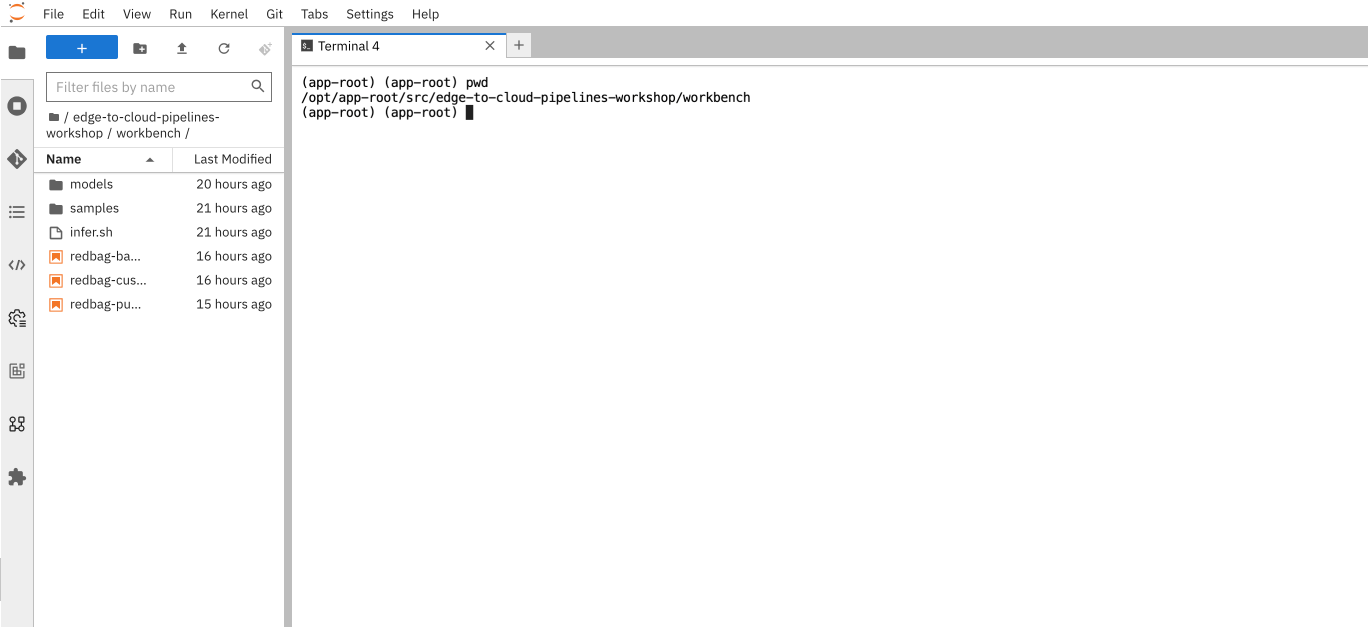 File Edit View Run Kernel Git Tabs Settings Help
Terminal 4
Filter files by name
/ edge-to-cloud-pipelines-
workshop / workbench /
Name Last Modified
models 20 hours ago
samples 21 hours ago
infer.sh 21 hours ago
redbag-ba... 16 hours ago
redbag-cus... 16 hours ago
redbag-pu... 15 hours ago
(app-root) (app-root) pwd
/opt/app-root/src/edge-to-cloud-pipelines-workshop/workbench
(app-root) (app-root)